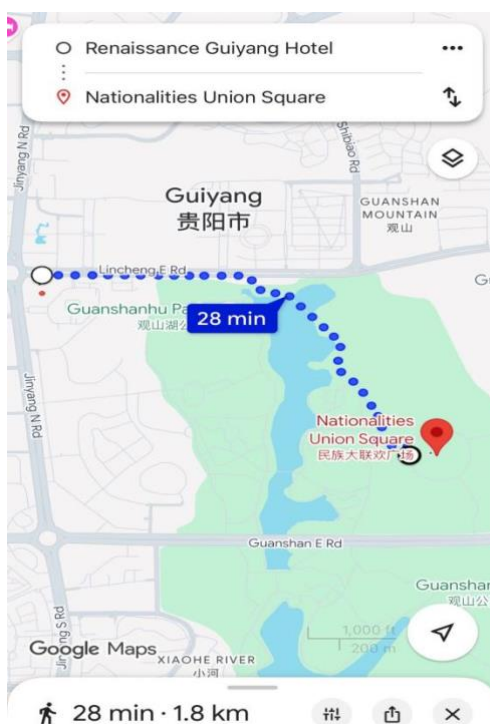 Renaissance Guiyang Hotel
Nationalities Union Square
Jinyang N Rd
Shibiao Rd
Guiyang
贵阳市
GUANSHAN
MOUNTAIN
观山
Lincheng E Rd
Guanshanhu Pa
观山湖公
28 min
Jinyang N Rd
Nationalities
Union Square
民族大联欢广场
Guanshan E Rd
Guanshan
观山公
1,000 ft
200 m
Google Maps
XIAOHE RIVER
小河
28 min · 1.8 km